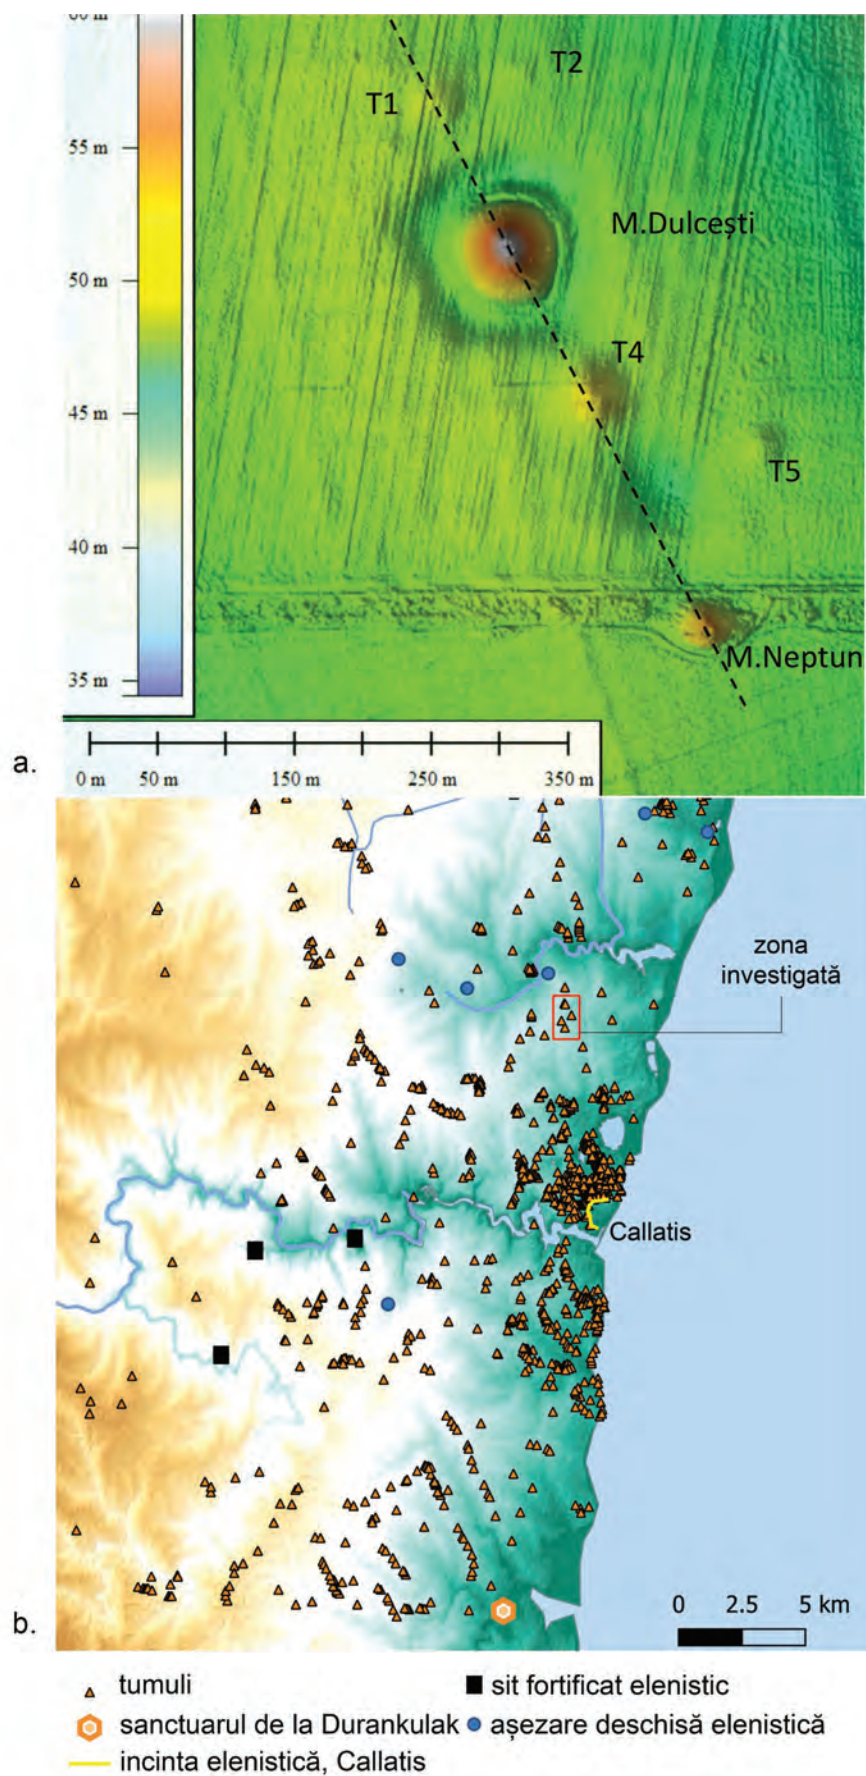 60 m
55 m
50 m
45 m
40 m
35 m
T1
T2
M.Dulcești
T4
T5
M.Neptun
a.
0 m
50 m
150 m
250 m
350 m
zona
investigată
Callatis
0 2.5 5 km
b.
tumuli
sit fortificat elenistic
sanctuarul de la Durankulak
așezare deschisă elenistică
incinta elenistică, Callatis